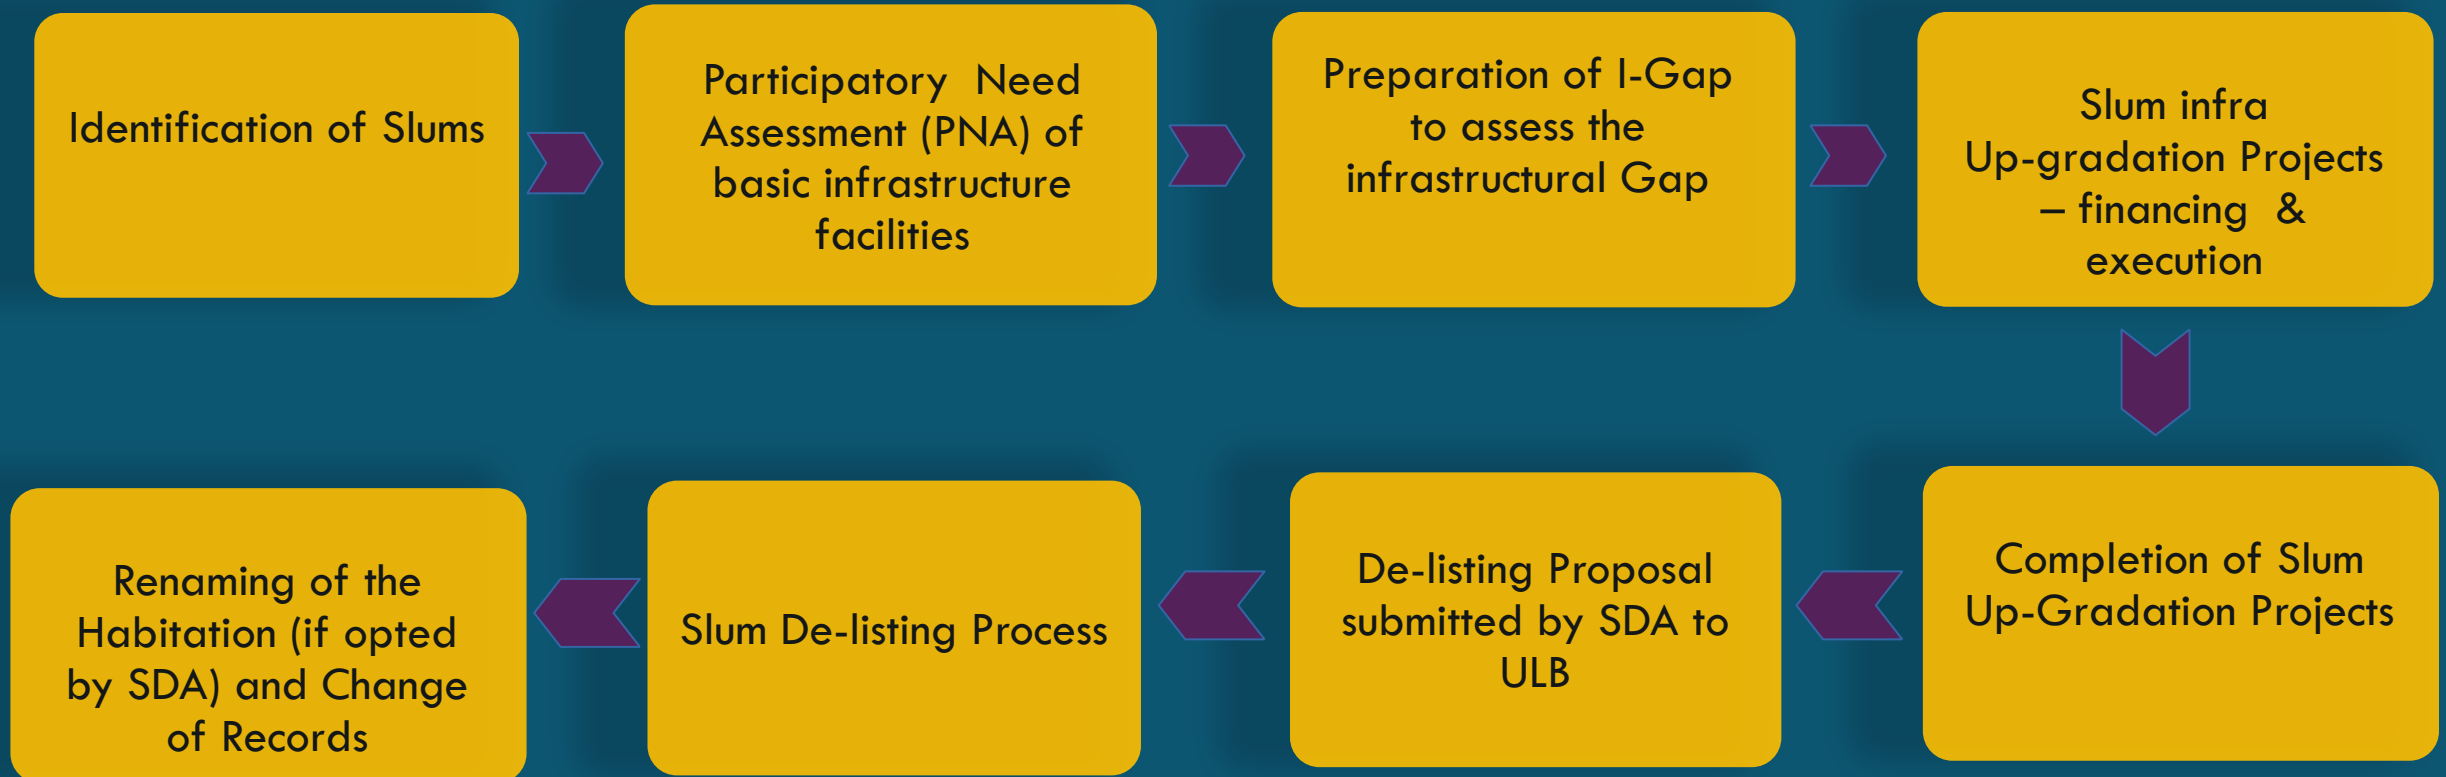 Identification of Slums
Participatory Need
Assessment (PNA) of
basic infrastructure
facilities
Preparation of I-Gap
to assess the
infrastructural Gap
Slum infra
Up-gradation Projects
– financing &
execution
Completion of Slum
Up-Gradation Projects
De-listing Proposal
submitted by SDA to
ULB
Slum De-listing Process
Renaming of the
Habitation (if opted
by SDA) and Change
of Records